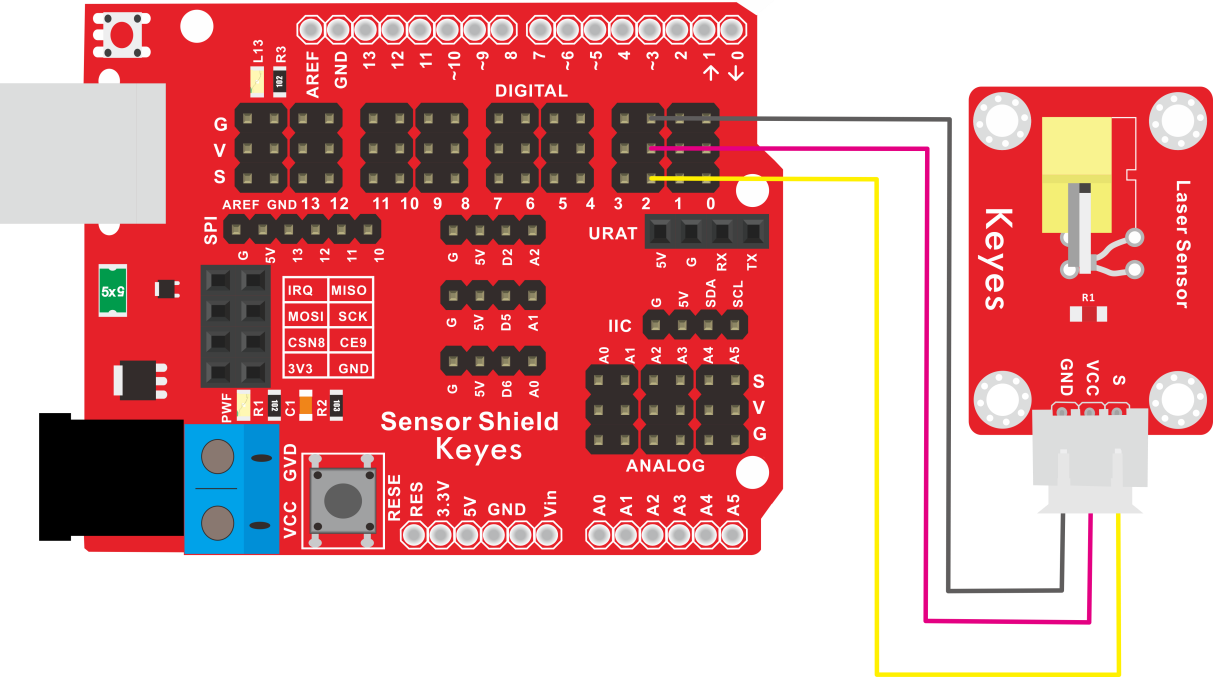 L13
R3
102
AREF GND 13 12 11 ~10 ~9 8 7 ~6 ~5 4 ~3 2 →1 ←0
DIGITAL
G
V
S
AREF GND 13 12 11 10 9 8 7 6 5 4 3 2 1 0
SPI
G 5V 13 12 11 10
G 5V D2 A2
URAT
5V G RX TX
5x9
IRQ MISO
MOSI SCK
CSN8 CE9
3V3 GND
G 5V D5 A1
IIC
G 5V SDA SCL
A0 A1 A2 A3 A4 A5
G 5V D6 A0
S
V
G
ANALOG
PWF R1 102 C1 R2 103
Sensor Shield
Keyes
GVD
VCC
RESE
RES 3.3V 5V GND Vin
A0 A1 A2 A3 A4 A5
Keyes
Laser Sensor
R1
GND VCC S